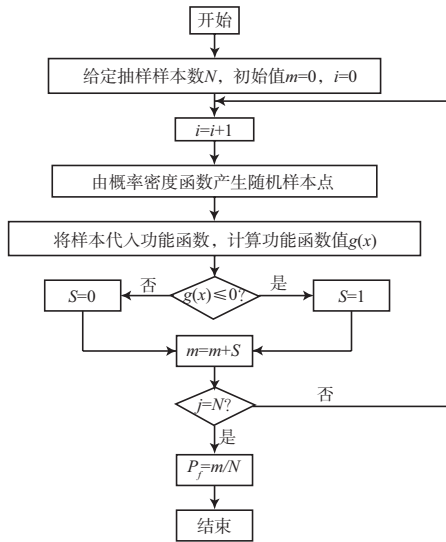 开始
给定抽样样本数N，初始值m=0，i=0
i=i+1
由概率密度函数产生随机样本点
将样本代入功能函数，计算功能函数值g(x)
否
g(x)≤0?
是
S=0
S=1
m=m+S
j=N?
否
是
P_f=m/N
结束